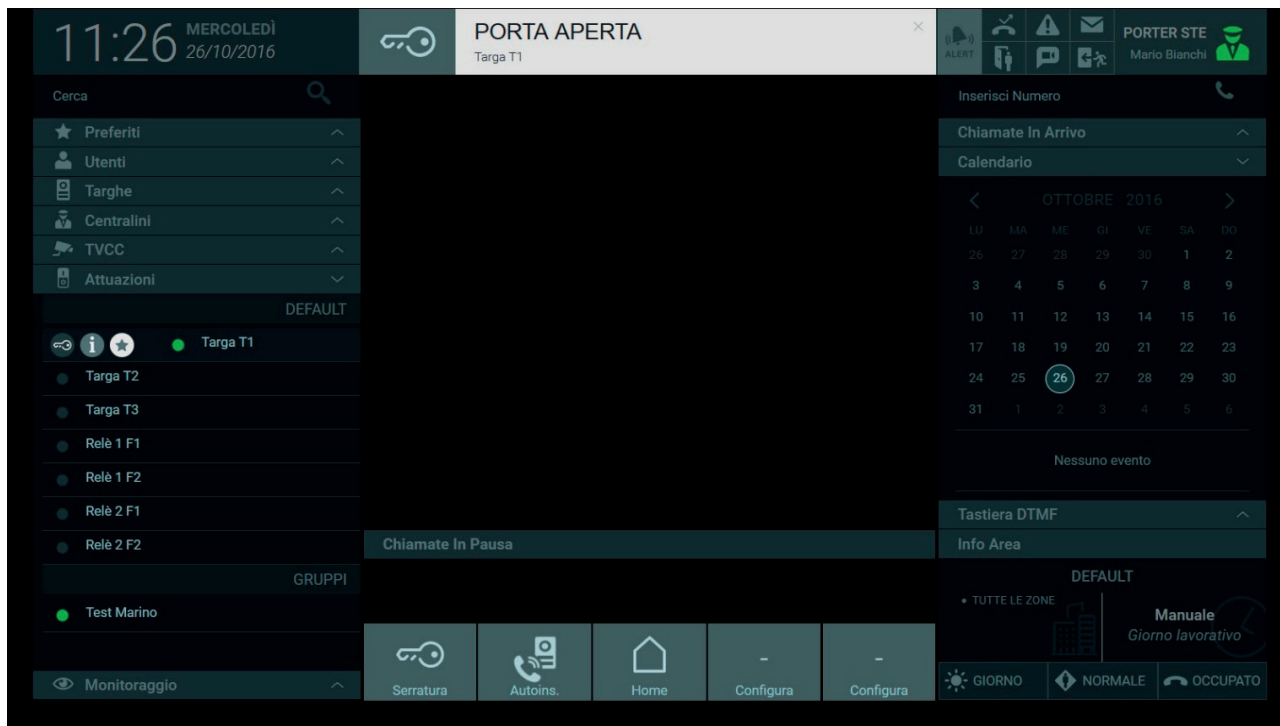 11:26
MERCOLEDÌ
26/10/2016
PORTA APERTA
×
Targa T1
ALERT
PORTER STE
Mario Bianchi
Cerca
Preferiti
Utenti
Targhe
Centralini
TVCC
Attuazioni
DEFAULT
Targa T1
Targa T2
Targa T3
Relè 1 F1
Relè 1 F2
Relè 2 F1
Relè 2 F2
GRUPPI
Test Marino
Monitoraggio
Chiamate In Pausa
Serratura
Autoins.
Home
-
Configura
-
Configura
Inserisci Numero
Chiamate In Arrivo
Calendario
OTTOBRE 2016
LU MA ME GI VE SA DO
26 27 28 29 30 1 2
3 4 5 6 7 8 9
10 11 12 13 14 15 16
17 18 19 20 21 22 23
24 25 26 27 28 29 30
31 1 2 3 4 5 6
Nessuno evento
Tastiera DTMF
Info Area
DEFAULT
• TUTTE LE ZONE
Manuale
Giorno lavorativo
GIORNO
NORMALE
OCCUPATO